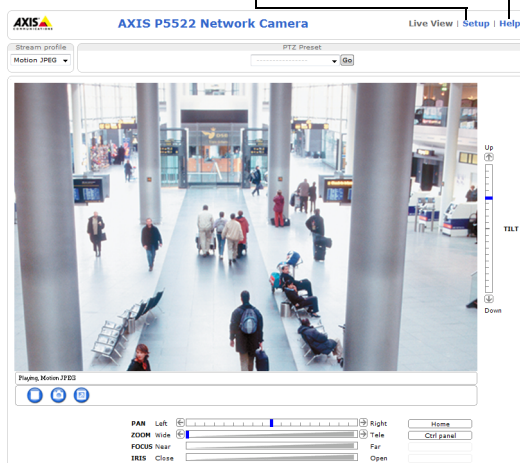 AXIS
COMMUNICATIONS
AXIS P5522 Network Camera
Live View | Setup | Help
Stream profile
Motion JPEG
PTZ Preset
Go
Up
TILT
Down
Playing, Motion JPEG
PAN Left Right Home
ZOOM Wide Tele Ctrl panel
FOCUS Near Far
IRIS Close Open